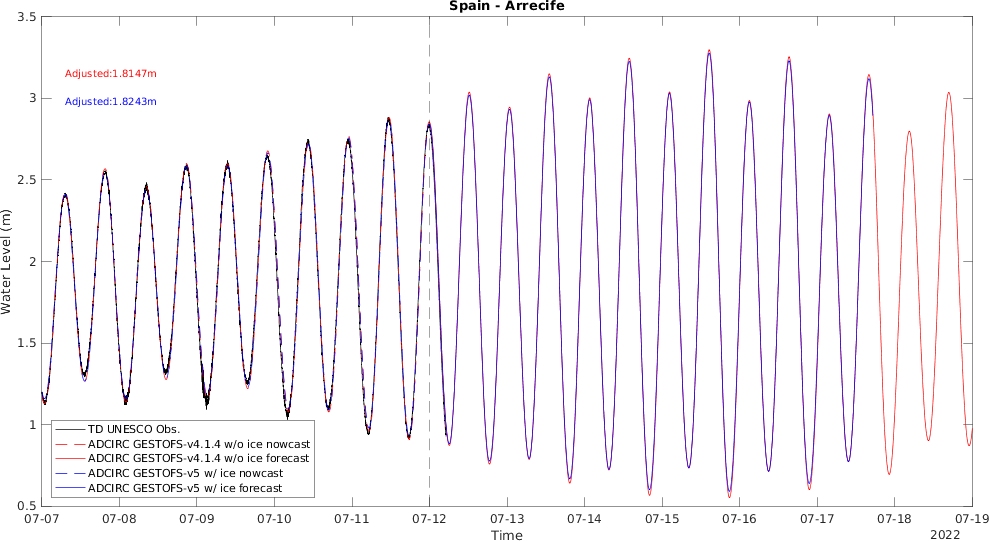 Spain - Arrecife
3.5
3
2.5
2
1.5
1
0.5
Water Level (m)
Adjusted:1.8147m
Adjusted:1.8243m
TD UNESCO Obs.
ADCIRC GESTOFS-v4.1.4 w/o ice nowcast
ADCIRC GESTOFS-v4.1.4 w/o ice forecast
ADCIRC GESTOFS-v5 w/ ice nowcast
ADCIRC GESTOFS-v5 w/ ice forecast
07-07 07-08 07-09 07-10 07-11 07-12 07-13 07-14 07-15 07-16 07-17 07-18 07-19
Time
2022